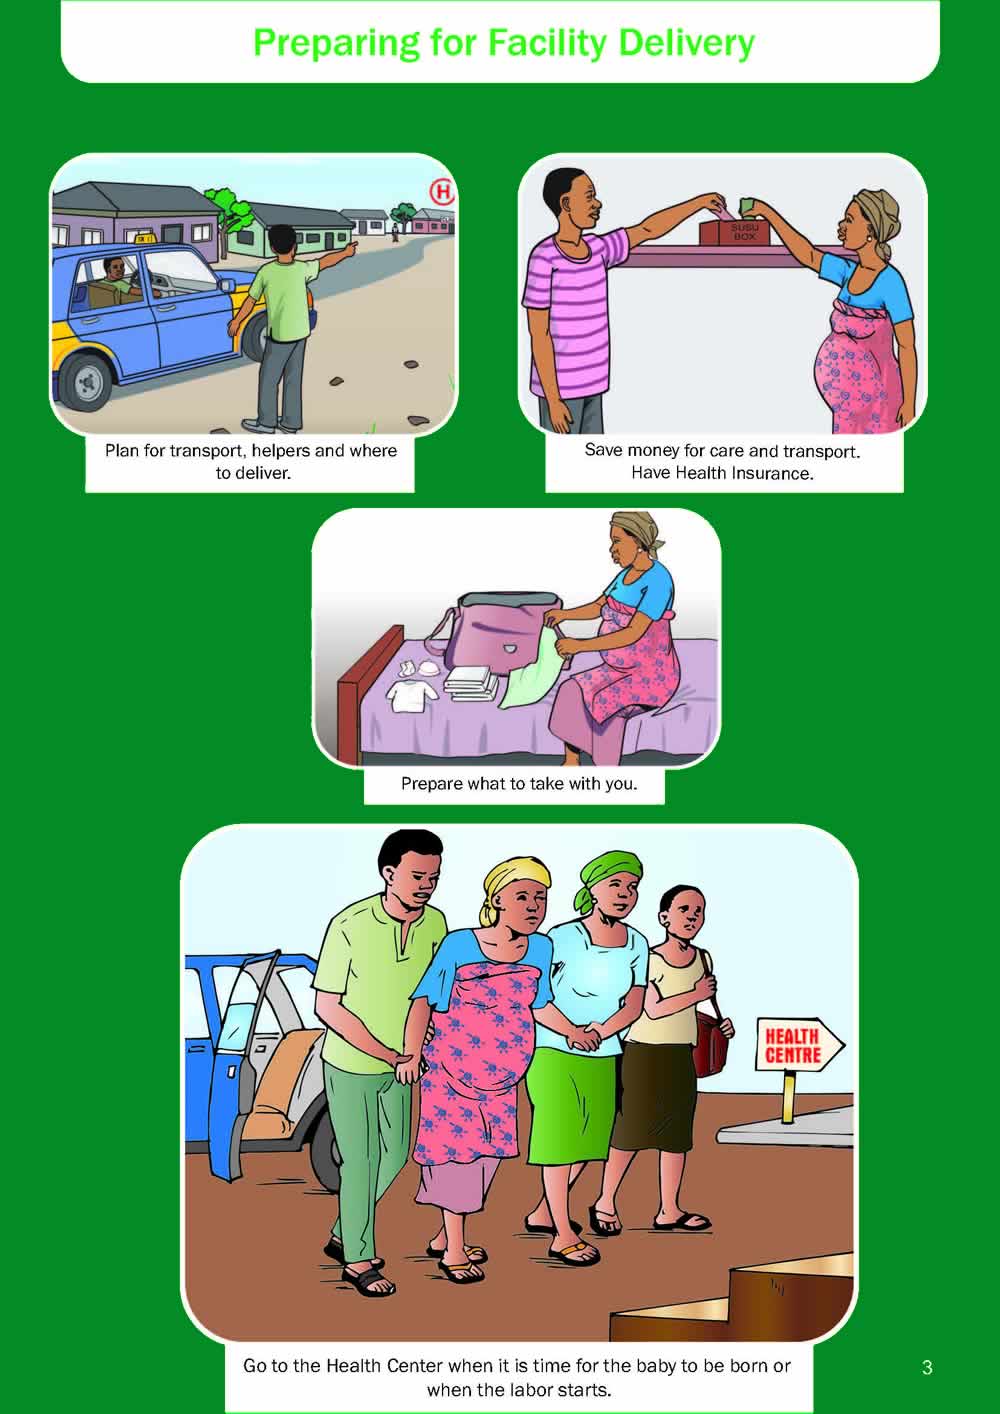 Preparing for Facility Delivery
H
Plan for transport, helpers and where
to deliver.
SUSU
BOX
Save money for care and transport.
Have Health Insurance.
Prepare what to take with you.
HEALTH
CENTRE
Go to the Health Center when it is time for the baby to be born or
when the labor starts.
3